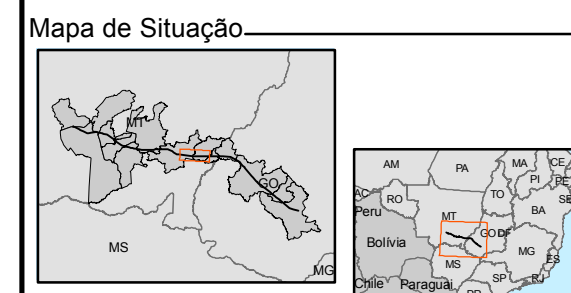 Mapa de Situação
MT
GO
MS
MG
AM
PA
MA
CE
PI
PE
AC
RO
TO
SE
Peru
MT
BA
Bolívia
GO
DF
MG
MS
ES
Chile
Paraguai
SP
RJ
PR